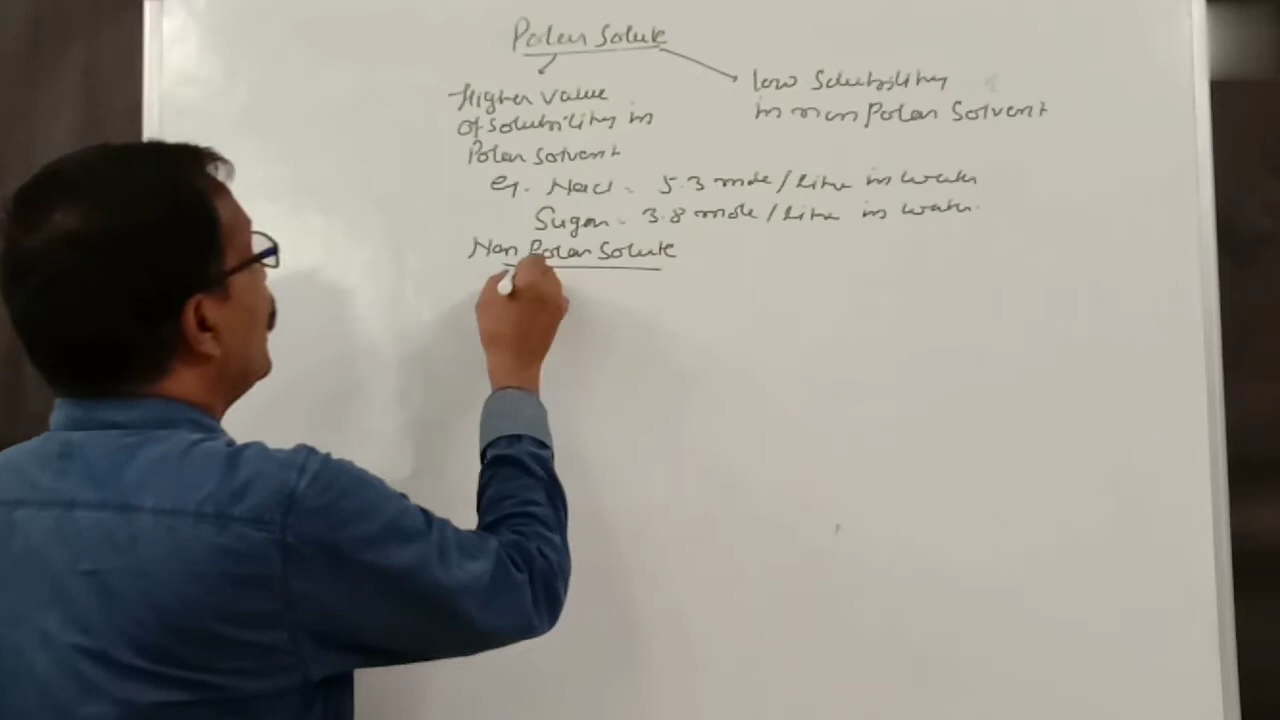 Polar Solute
Higher Value
of solubility in
Polar solvent
low Solubility
in non Polar Solvent
eg. Nacl - 5.3 mole/litre in water
Sugar - 3.8 mole/litre in water.
Non Polar Solute